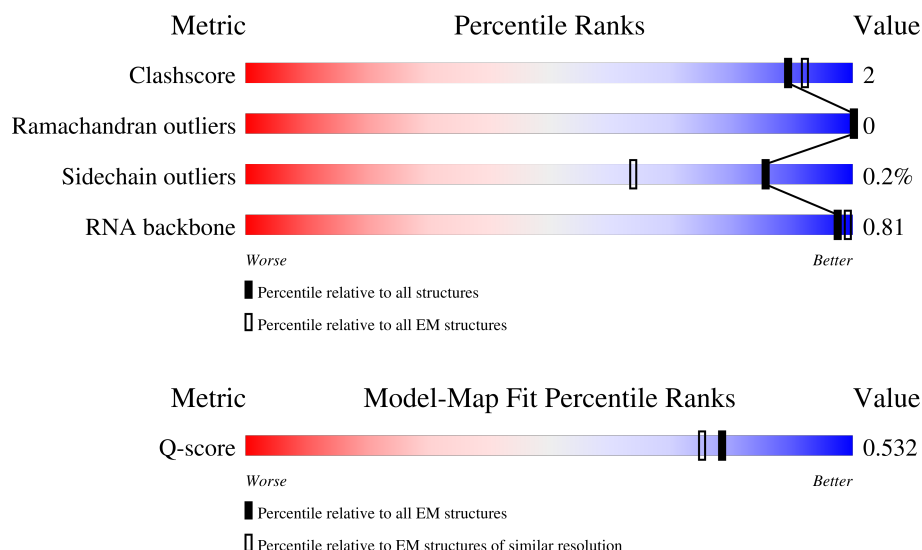 Metric Percentile Ranks Value
Clashscore 2
Ramachandran outliers 0
Sidechain outliers 0.2%
RNA backbone 0.81
Worse Better
Percentile relative to all structures
Percentile relative to all EM structures
Metric Model-Map Fit Percentile Ranks Value
Q-score 0.532
Worse Better
Percentile relative to all EM structures
Percentile relative to EM structures of similar resolution